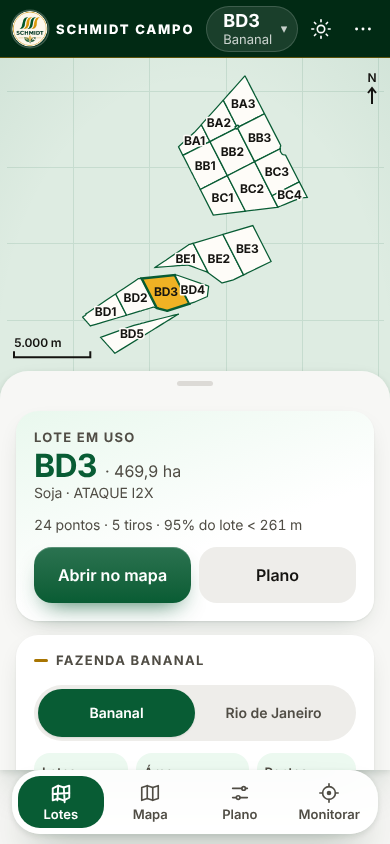 SCHMIDT
SCHMIDT CAMPO
BD3
Bananal
N
BA3
BA2
BA1
BB3
BB2
BB1
BC3
BC2
BC4
BC1
BE3
BE1
BE2
BD3
BD4
BD2
BD1
BD5
5.000 m
LOTE EM USO
BD3 · 469,9 ha
Soja · ATAQUE I2X
24 pontos · 5 tiros · 95% do lote < 261 m
Abrir no mapa
Plano
FAZENDA BANANAL
Bananal
Rio de Janeiro
Lotes
Mapa
Plano
Monitorar